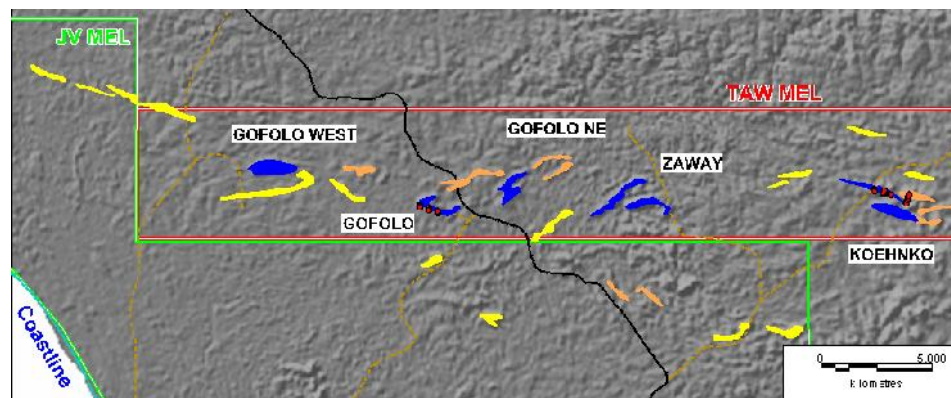 JV MEL
TAW MEL
GOFOLO WEST
GOFOLO NE
ZAWAY
GOFOLO
KOEHNKO
Coastline
0 5,000
kilometres